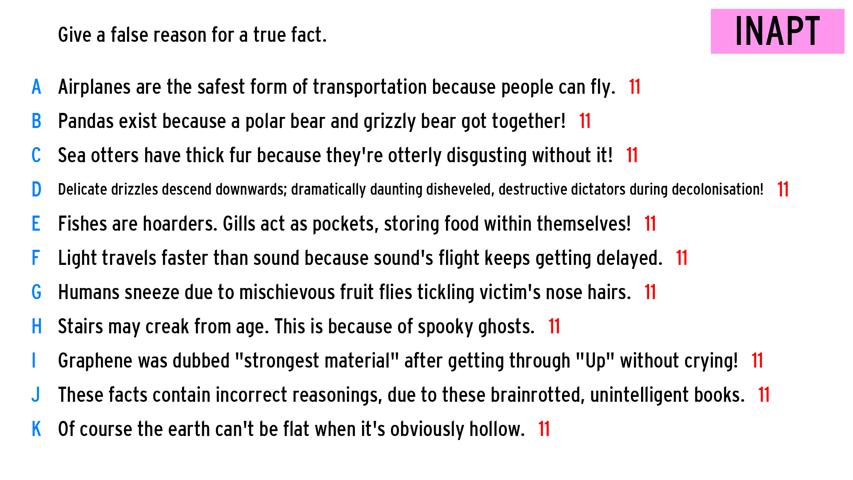 Give a false reason for a true fact.
INAPT
A Airplanes are the safest form of transportation because people can fly. 11
B Pandas exist because a polar bear and grizzly bear got together! 11
C Sea otters have thick fur because they're otterly disgusting without it! 11
D Delicate drizzles descend downwards; dramatically daunting disheveled, destructive dictators during decolonisation! 11
E Fishes are hoarders. Gills act as pockets, storing food within themselves! 11
F Light travels faster than sound because sound's flight keeps getting delayed. 11
G Humans sneeze due to mischievous fruit flies tickling victim's nose hairs. 11
H Stairs may creak from age. This is because of spooky ghosts. 11
I Graphene was dubbed "strongest material" after getting through "Up" without crying! 11
J These facts contain incorrect reasonings, due to these brainrotted, unintelligent books. 11
K Of course the earth can't be flat when it's obviously hollow. 11